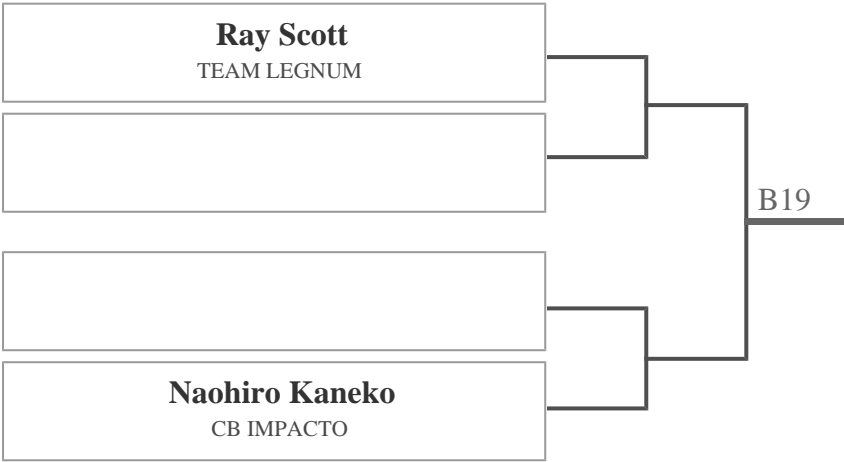 Ray Scott
TEAM LEGNUM
B19
Naohiro Kaneko
CB IMPACTO